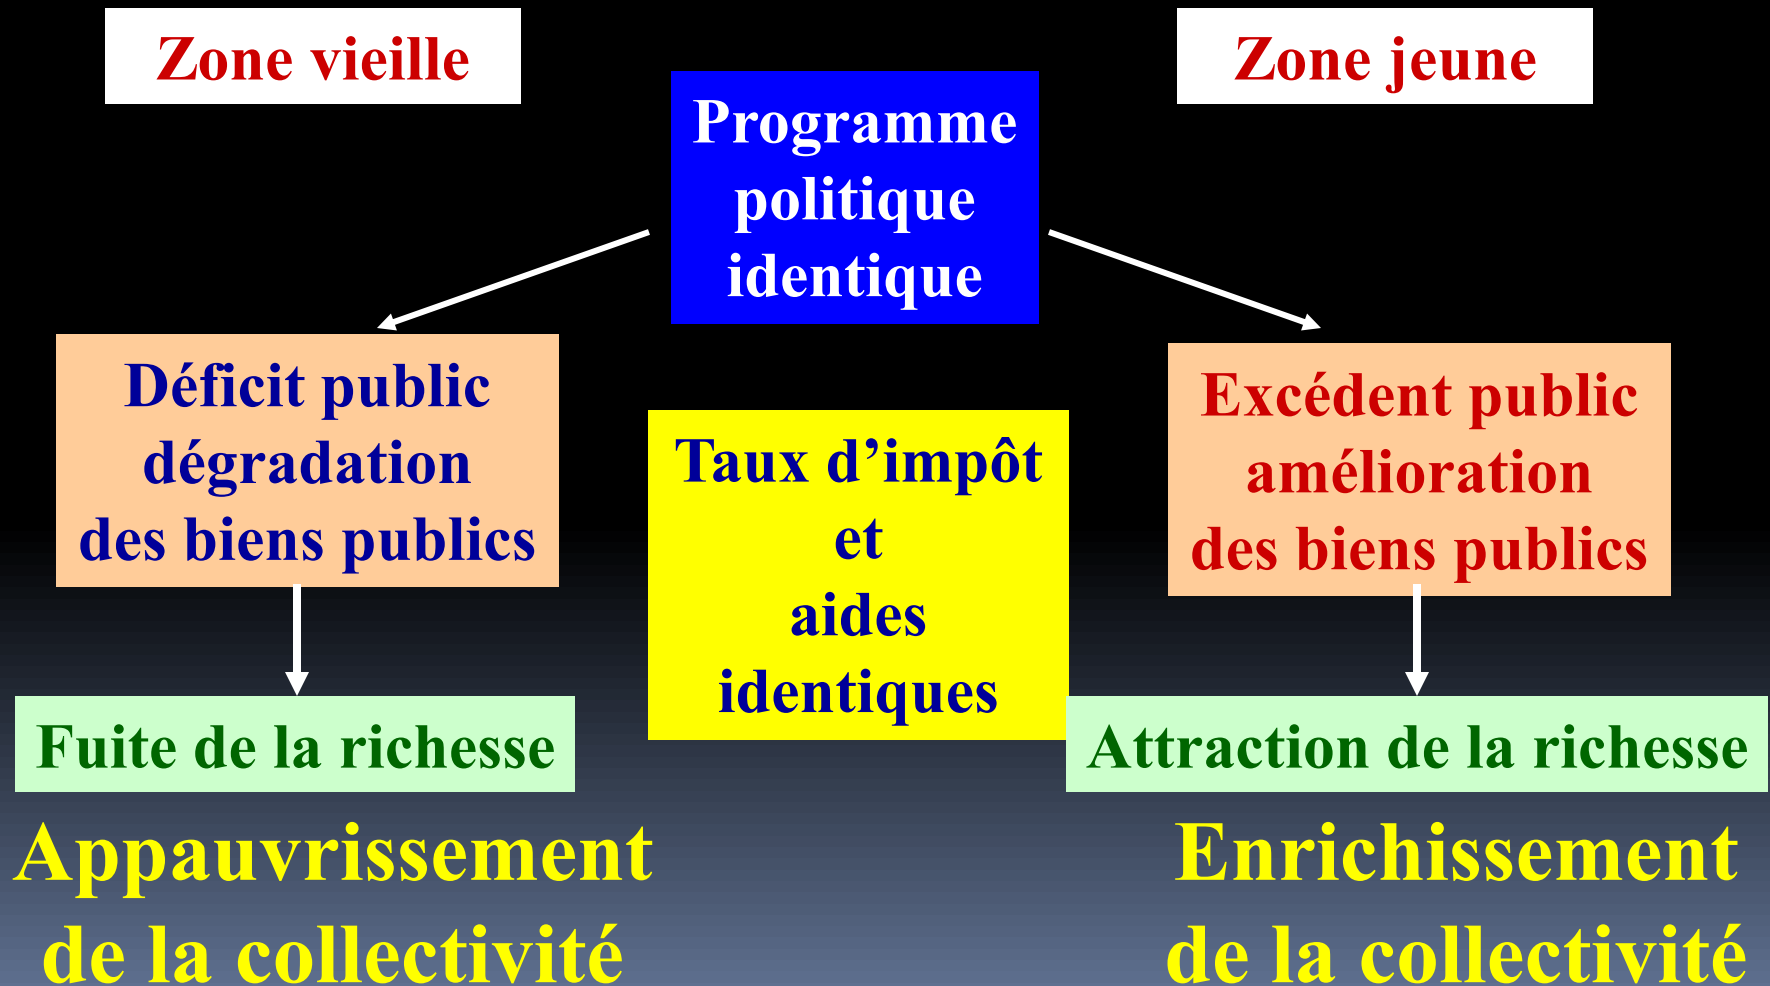 Zone vieille
Zone jeune
Programme
politique
identique
Déficit public
dégradation
des biens publics
Taux d’impôt
et
aides
identiques
Excédent public
amélioration
des biens publics
Fuite de la richesse
Attraction de la richesse
Appauvrissement
de la collectivité
Enrichissement
de la collectivité